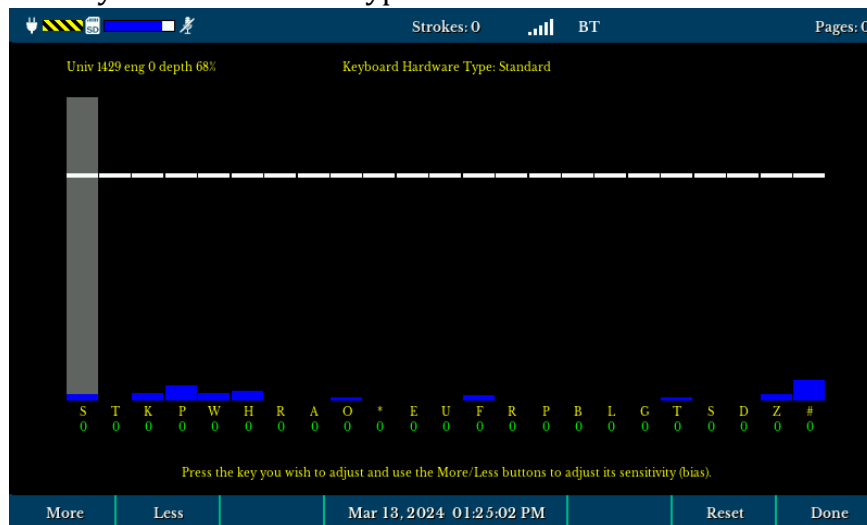 SD Strokes: 0 BT Pages: 0
Univ 1429 eng 0 depth 68% Keyboard Hardware Type: Standard
S T K P W H R A O * E U F R P B L G T S D Z #
0 0 0 0 0 0 0 0 0 0 0 0 0 0 0 0 0 0 0 0 0 0 0
Press the key you wish to adjust and use the More/Less buttons to adjust its sensitivity (bias).
More Less Mar 13, 2024 01:25:02 PM Reset Done